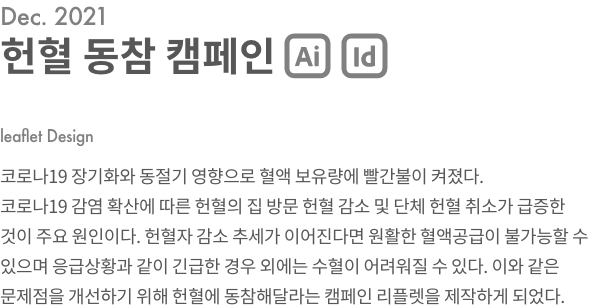 Dec. 2021
헌혈 동참 캠페인 Ai Id
leaflet Design
코로나19 장기화와 동절기 영향으로 혈액 보유량에 빨간불이 켜졌다.
코로나19 감염 확산에 따른 헌혈의 집 방문 헌혈 감소 및 단체 헌혈 취소가 급증한
것이 주요 원인이다. 헌혈자 감소 추세가 이어진다면 원활한 혈액공급이 불가능할 수
있으며 응급상황과 같이 긴급한 경우 외에는 수혈이 어려워질 수 있다. 이와 같은
문제점을 개선하기 위해 헌혈에 동참해달라는 캠페인 리플렛을 제작하게 되었다.